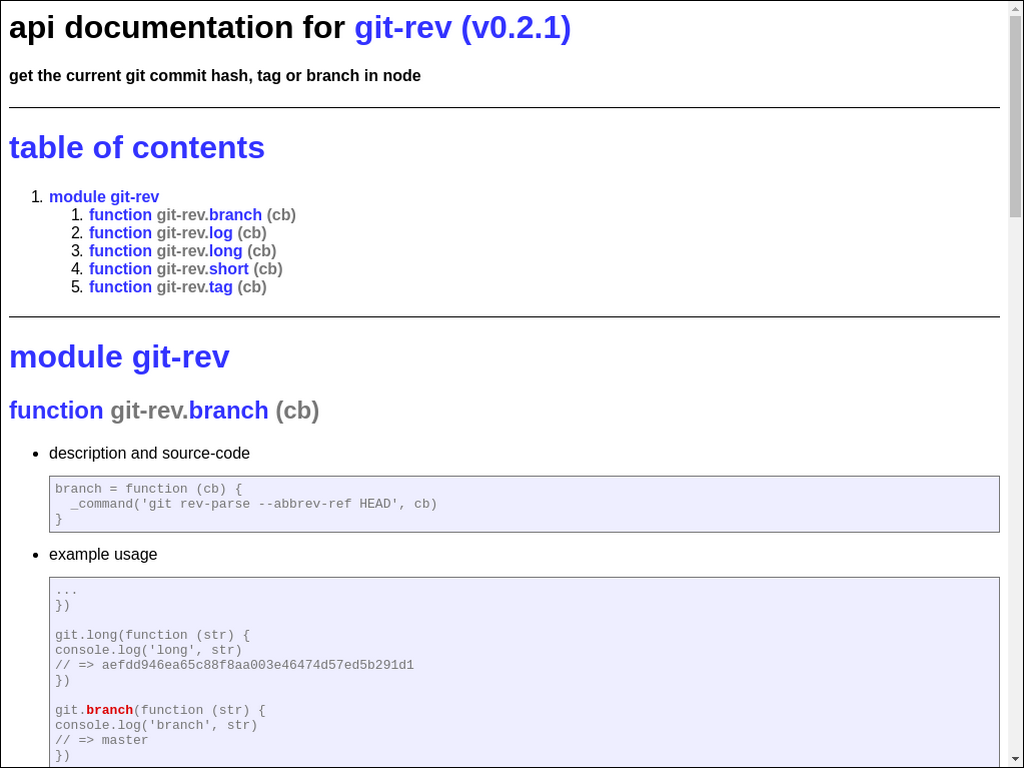 api documentation for git-rev (v0.2.1)
get the current git commit hash, tag or branch in node
table of contents
1. module git-rev
1. function git-rev.branch (cb)
2. function git-rev.log (cb)
3. function git-rev.long (cb)
4. function git-rev.short (cb)
5. function git-rev.tag (cb)
module git-rev
function git-rev.branch (cb)
• description and source-code
branch = function (cb) {
  _command('git rev-parse --abbrev-ref HEAD', cb)
}
• example usage
...
})
git.long(function (str) {
console.log('long', str)
// => aefdd946ea65c88f8aa003e46474d57ed5b291d1
})
git.branch(function (str) {
console.log('branch', str)
// => master
})